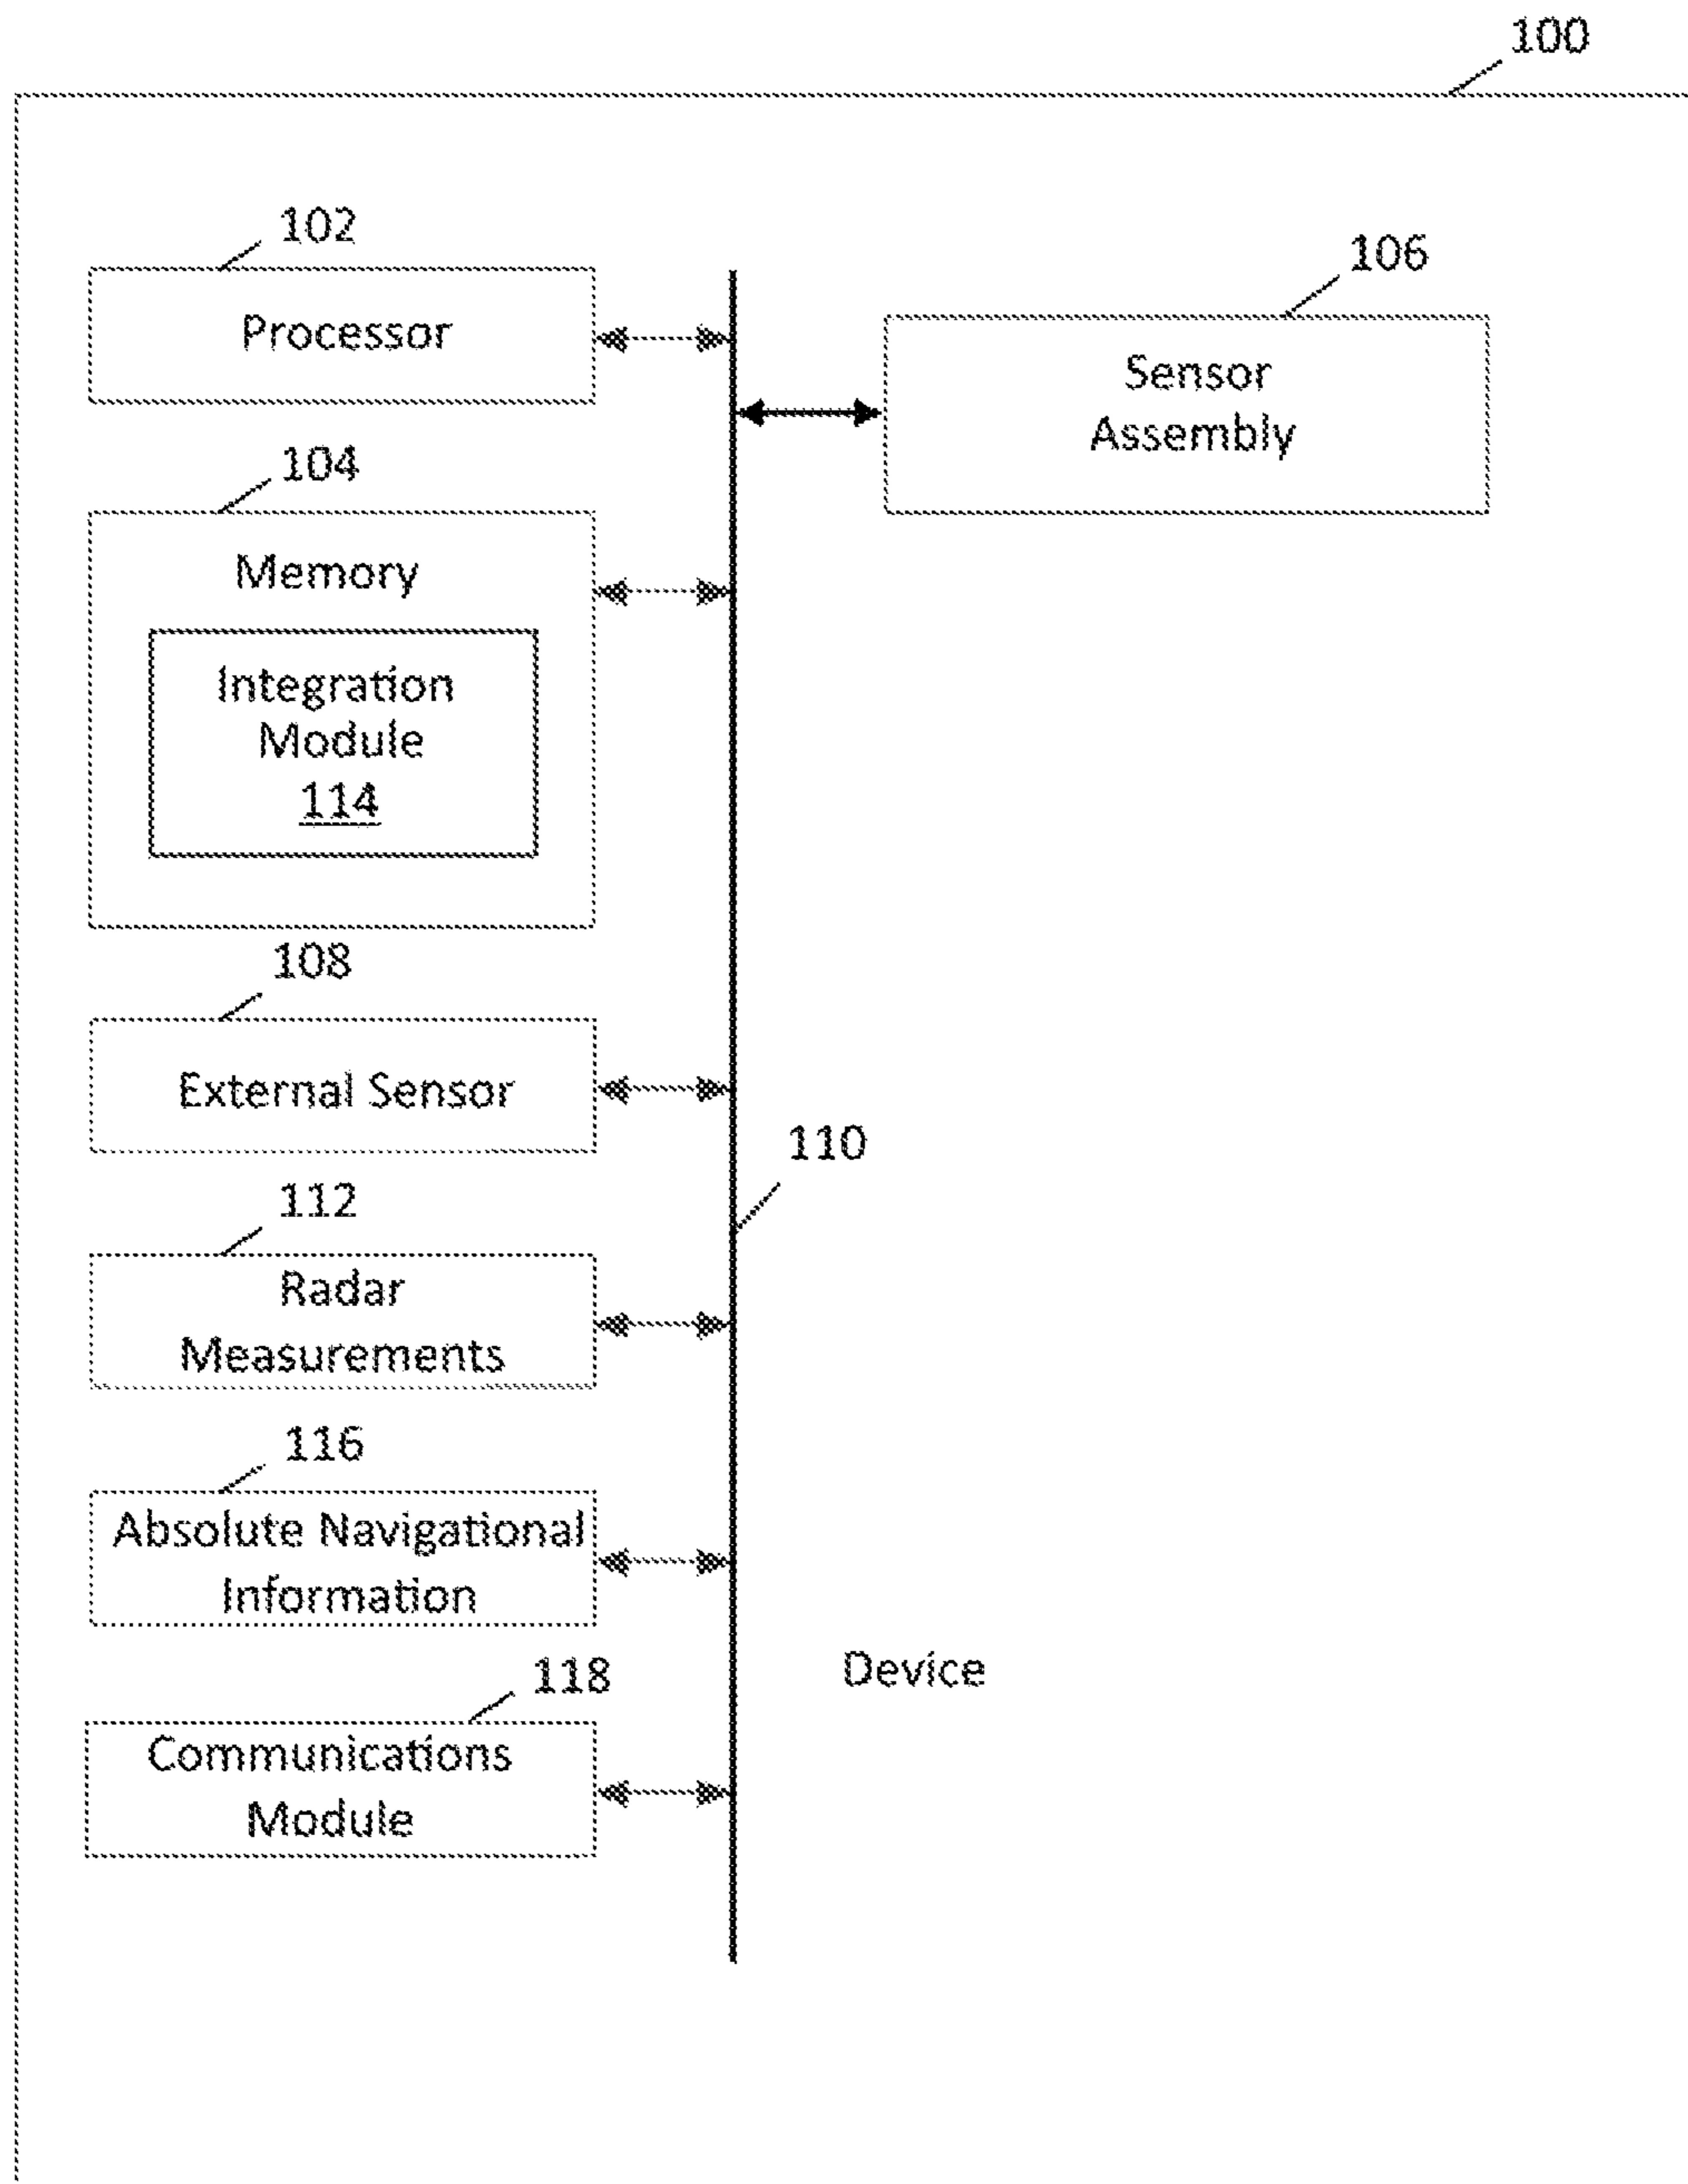 100
102
Processor
106
Sensor
Assembly
104
Memory
Integration
Module
114
108
External Sensor
110
112
Radar
Measurements
116
Absolute Navigational
Information
Device
118
Communications
Module